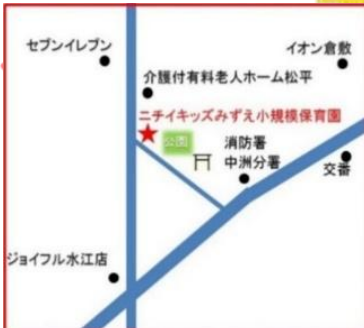 セブンイレブン
イオン倉敷
介護付有料老人ホーム松平
ニチイキッズみずえ小規模保育園
公園
消防署
中洲分署
交番
ジョイフル水江店